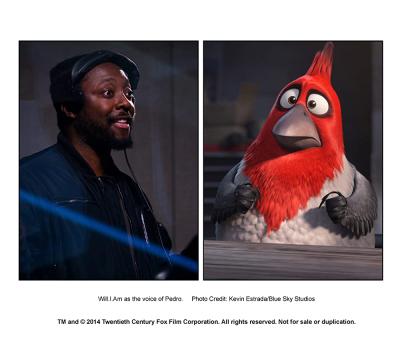 Will.I.Am as the voice of Pedro. Photo Credit: Kevin Estrada/Blue Sky Studios
TM and © 2014 Twentieth Century Fox Film Corporation. All rights reserved. Not for sale or duplication.